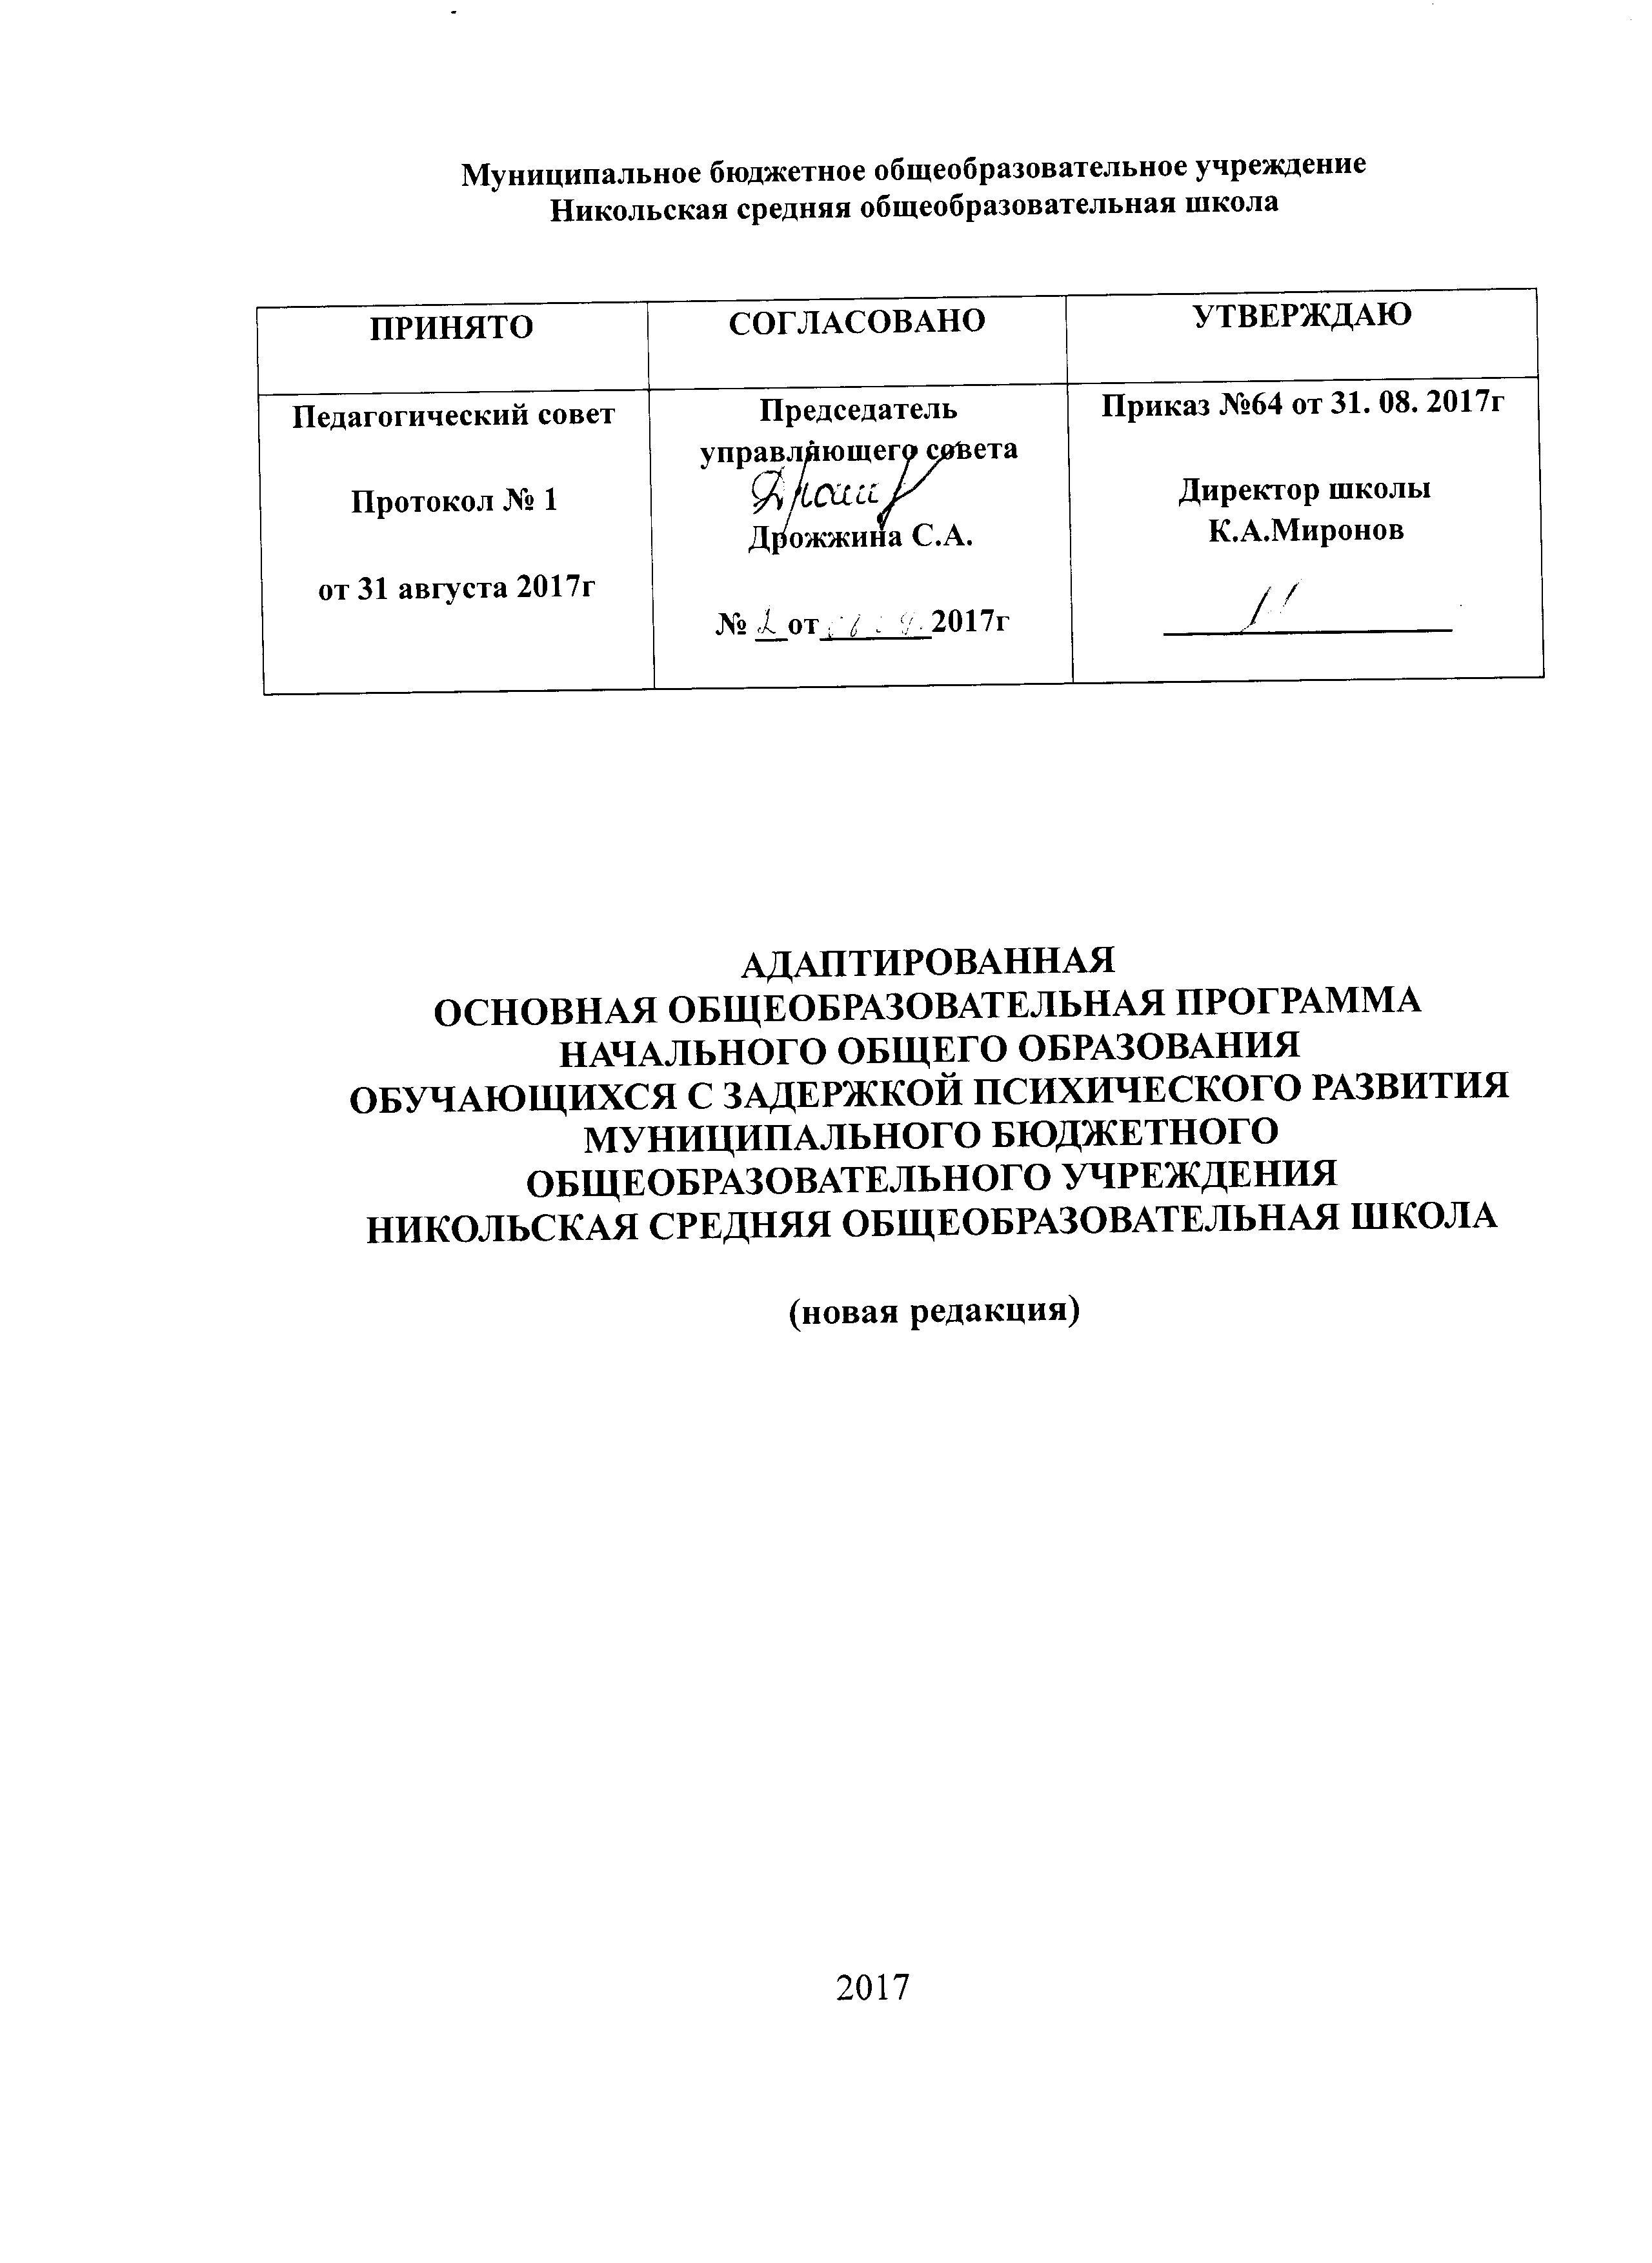 Муниципальное бюджетное общеобразовательное учреждение
Никольская средняя общеобразовательная школа
ПРИНЯТО
СОГЛАСОВАНО
УТВЕРЖДАЮ
Педагогический совет
Протокол № 1
от 31 августа 2017г
Председатель
управляющего совета
Дрожжина С.А.
№ 2 от 2017г
Приказ №64 от 31. 08. 2017г
Директор школы
К.А.Миронов
АДАПТИРОВАННАЯ
ОСНОВНАЯ ОБЩЕОБРАЗОВАТЕЛЬНАЯ ПРОГРАММА
НАЧАЛЬНОГО ОБЩЕГО ОБРАЗОВАНИЯ
ОБУЧАЮЩИХСЯ С ЗАДЕРЖКОЙ ПСИХИЧЕСКОГО РАЗВИТИЯ
МУНИЦИПАЛЬНОГО БЮДЖЕТНОГО
ОБЩЕОБРАЗОВАТЕЛЬНОГО УЧРЕЖДЕНИЯ
НИКОЛЬСКАЯ СРЕДНЯЯ ОБЩЕОБРАЗОВАТЕЛЬНАЯ ШКОЛА
(новая редакция)
2017